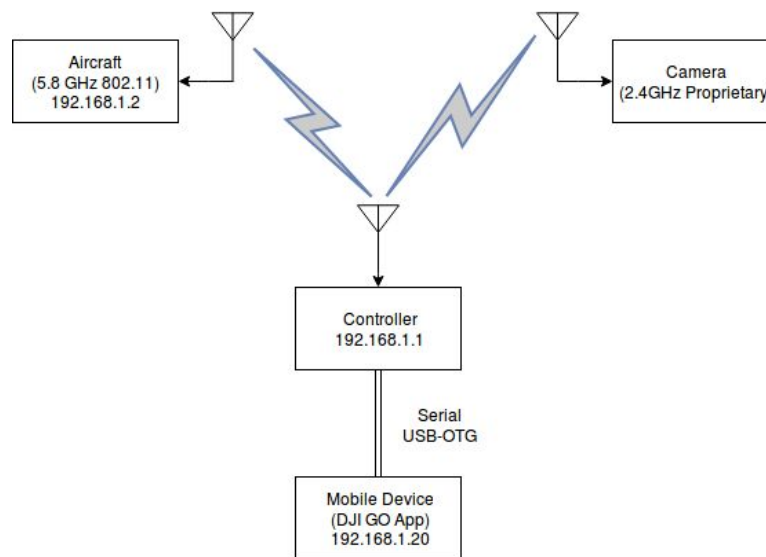 Aircraft
(5.8 GHz 802.11)
192.168.1.2
Camera
(2.4GHz Proprietary)
Controller
192.168.1.1
Serial
USB-OTG
Mobile Device
(DJI GO App)
192.168.1.20